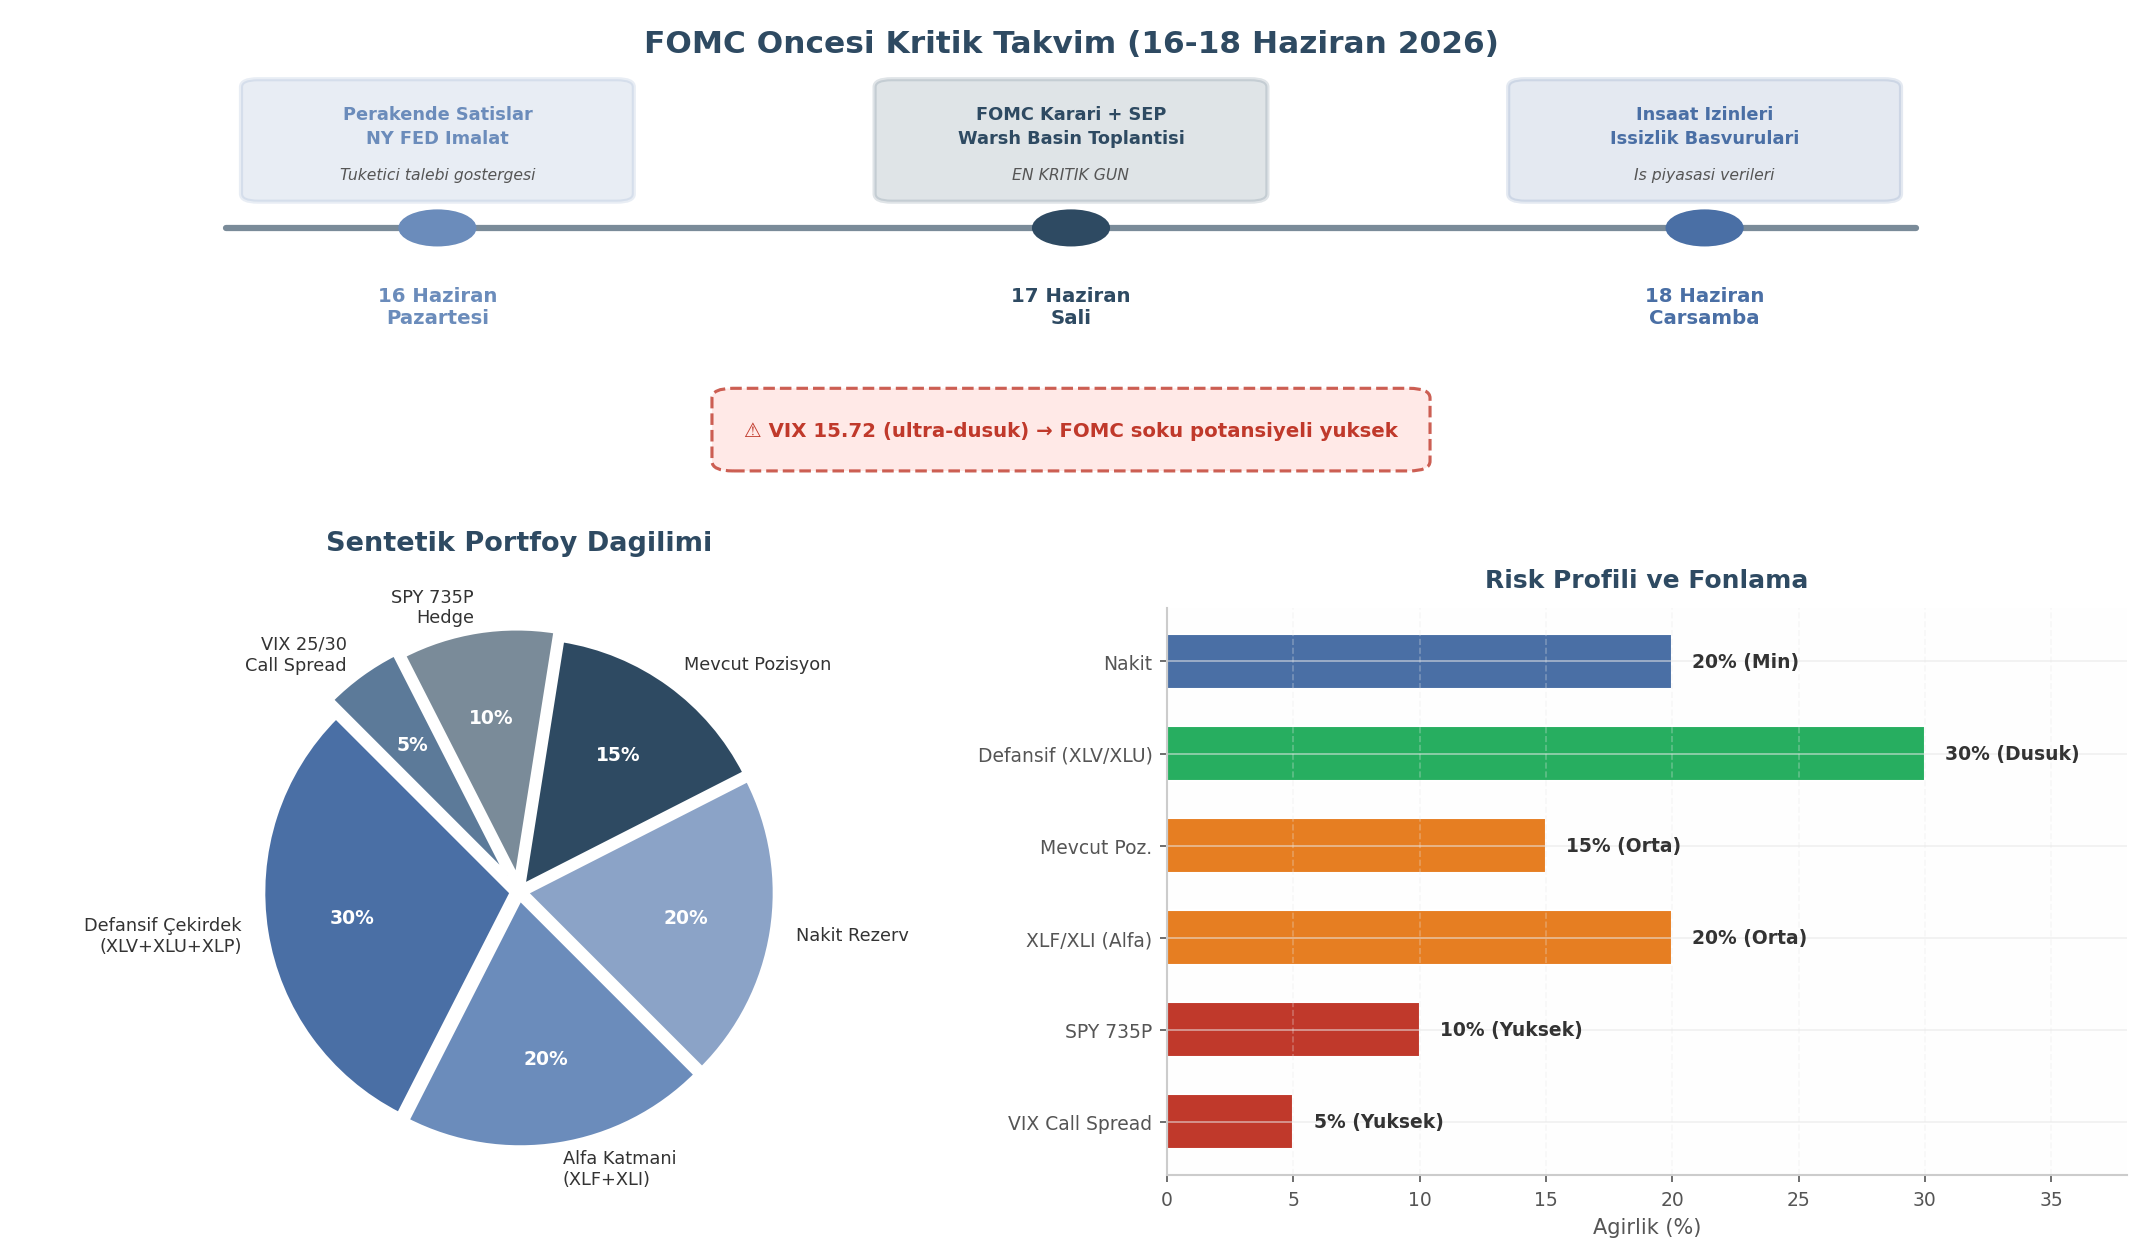 FOMC Oncesi Kritik Takvim (16-18 Haziran 2026)
Perakende Satislar
NY FED Imalat
Tuketici talebi gostergesi
FOMC Karari + SEP
Warsh Basin Toplantisi
EN KRITIK GUN
Insaat Izinleri
Issizlik Basvurulari
Is piyasasi verileri
16 Haziran
Pazartesi
17 Haziran
Sali
18 Haziran
Carsamba
⚠ VIX 15.72 (ultra-dusuk) → FOMC soku potansiyeli yuksek
Sentetik Portfoy Dagilimi
SPY 735P
Hedge
VIX 25/30
Call Spread
Mevcut Pozisyon
10%
5%
15%
30%
20%
Defansif Çekirdek
(XLV+XLU+XLP)
Nakit Rezerv
20%
Alfa Katmani
(XLF+XLI)
Risk Profili ve Fonlama
Nakit
20% (Min)
Defansif (XLV/XLU)
30% (Dusuk)
Mevcut Poz.
15% (Orta)
XLF/XLI (Alfa)
20% (Orta)
SPY 735P
10% (Yuksek)
VIX Call Spread
5% (Yuksek)
0 5 10 15 20 25 30 35
Agirlik (%)